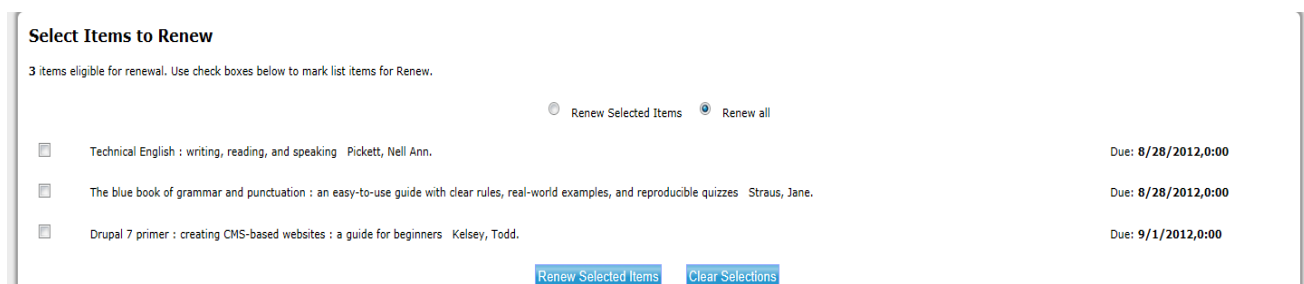 Select Items to Renew
3 items eligible for renewal. Use check boxes below to mark list items for Renew.
Renew Selected Items Renew all
Technical English : writing, reading, and speaking Pickett, Nell Ann. Due: 8/28/2012,0:00
The blue book of grammar and punctuation : an easy-to-use guide with clear rules, real-world examples, and reproducible quizzes Straus, Jane. Due: 8/28/2012,0:00
Drupal 7 primer : creating CMS-based websites : a guide for beginners Kelsey, Todd. Due: 9/1/2012,0:00
Renew Selected Items Clear Selections